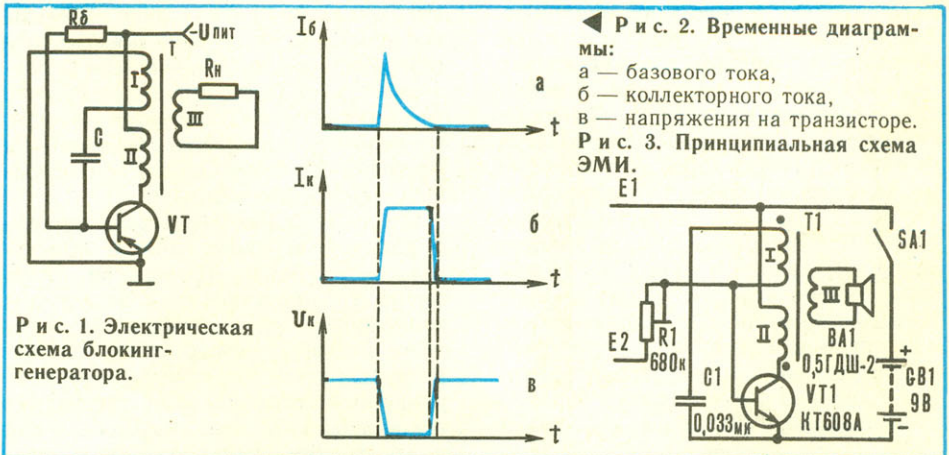 Rб
-Uпит
T
I
Rн
III
C
II
VT
Рис. 1. Электрическая
схема блокинг-
генератора.
Iб
а
t
Iк
б
t
Uк
в
t
Рис. 2. Временные диаграм-
мы:
а — базового тока,
б — коллекторного тока,
в — напряжения на транзисторе.
Рис. 3. Принципиальная схема
ЭМИ.
E1
T1
SA1
I
III
II
R1
E2
680к
BA1
0,5ГДШ-2
C1
+
GB1
9В
-
VT1
0,033мк
КТ608А